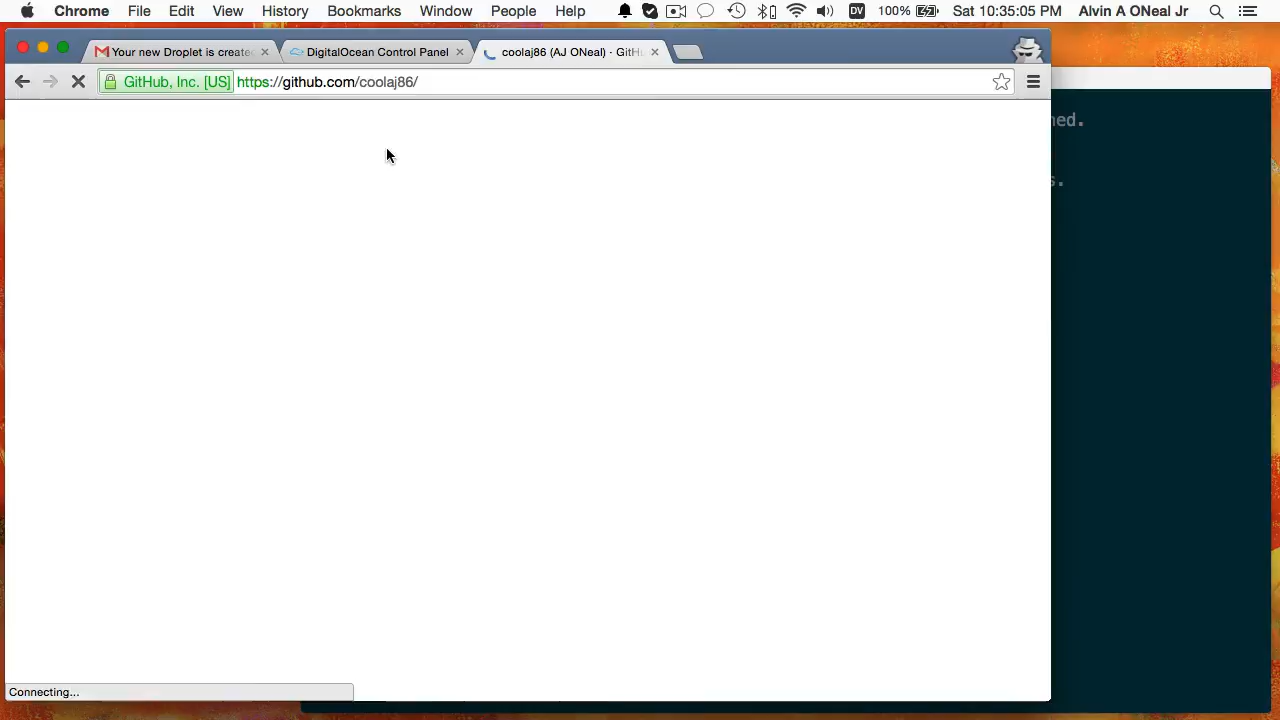 Chrome File Edit View History Bookmarks Window People Help DV 100% Sat 10:35:05 PM Alvin A ONeal Jr
Your new Droplet is create DigitalOcean Control Panel coolaj86 (AJ ONeal) · GitHu
GitHub, Inc. [US] https://github.com/coolaj86/
ned.
s.
Connecting...